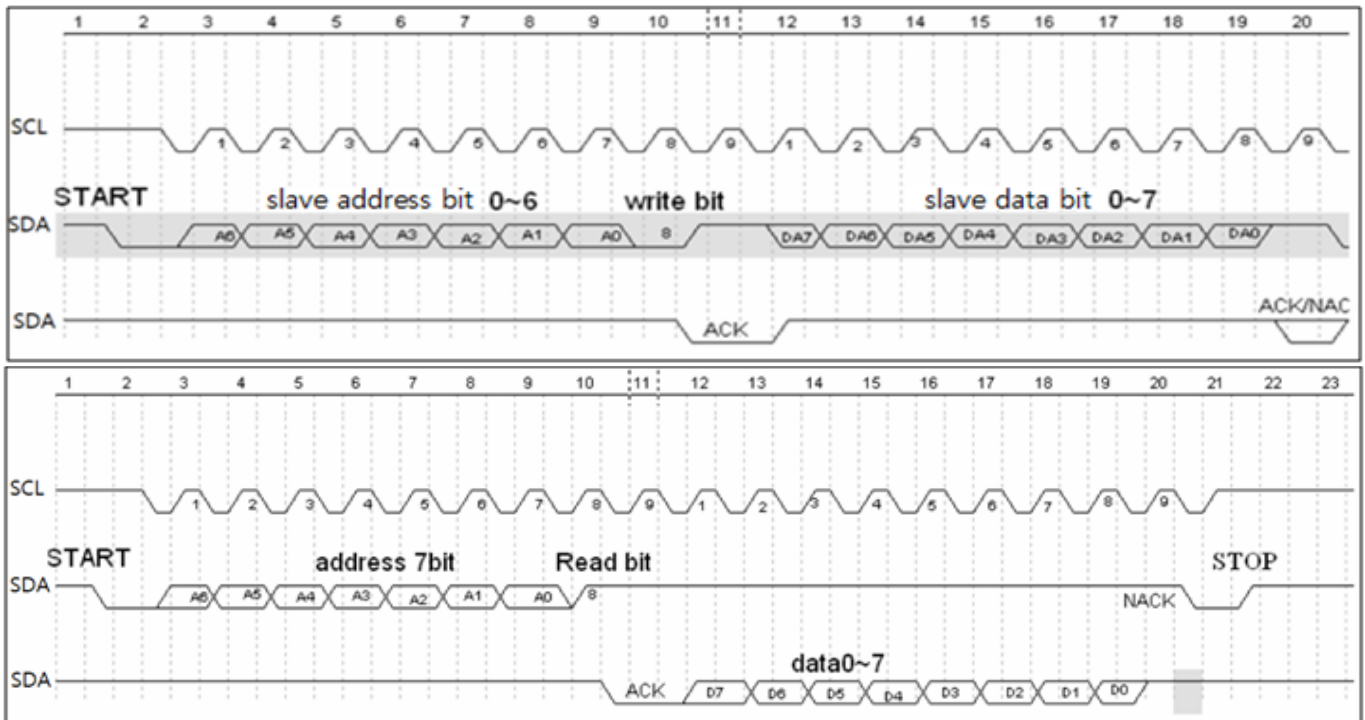 1 2 3 4 5 6 7 8 9 10 11 12 13 14 15 16 17 18 19 20
SCL 1 2 3 4 5 6 7 8 9 1 2 3 4 5 6 7 8 9
START slave address bit 0~6 write bit slave data bit 0~7
SDA A6 A5 A4 A3 A2 A1 A0 8 DA7 DA6 DA5 DA4 DA3 DA2 DA1 DA0
ACK/NAC
SDA ACK
1 2 3 4 5 6 7 8 9 10 11 12 13 14 15 16 17 18 19 20 21 22 23
SCL 1 2 3 4 5 6 7 8 9 1 2 3 4 5 6 7 8 9
START address 7bit Read bit STOP
SDA A6 A5 A4 A3 A2 A1 A0 8 NACK
data0~7
SDA ACK D7 D6 D5 D4 D3 D2 D1 D0